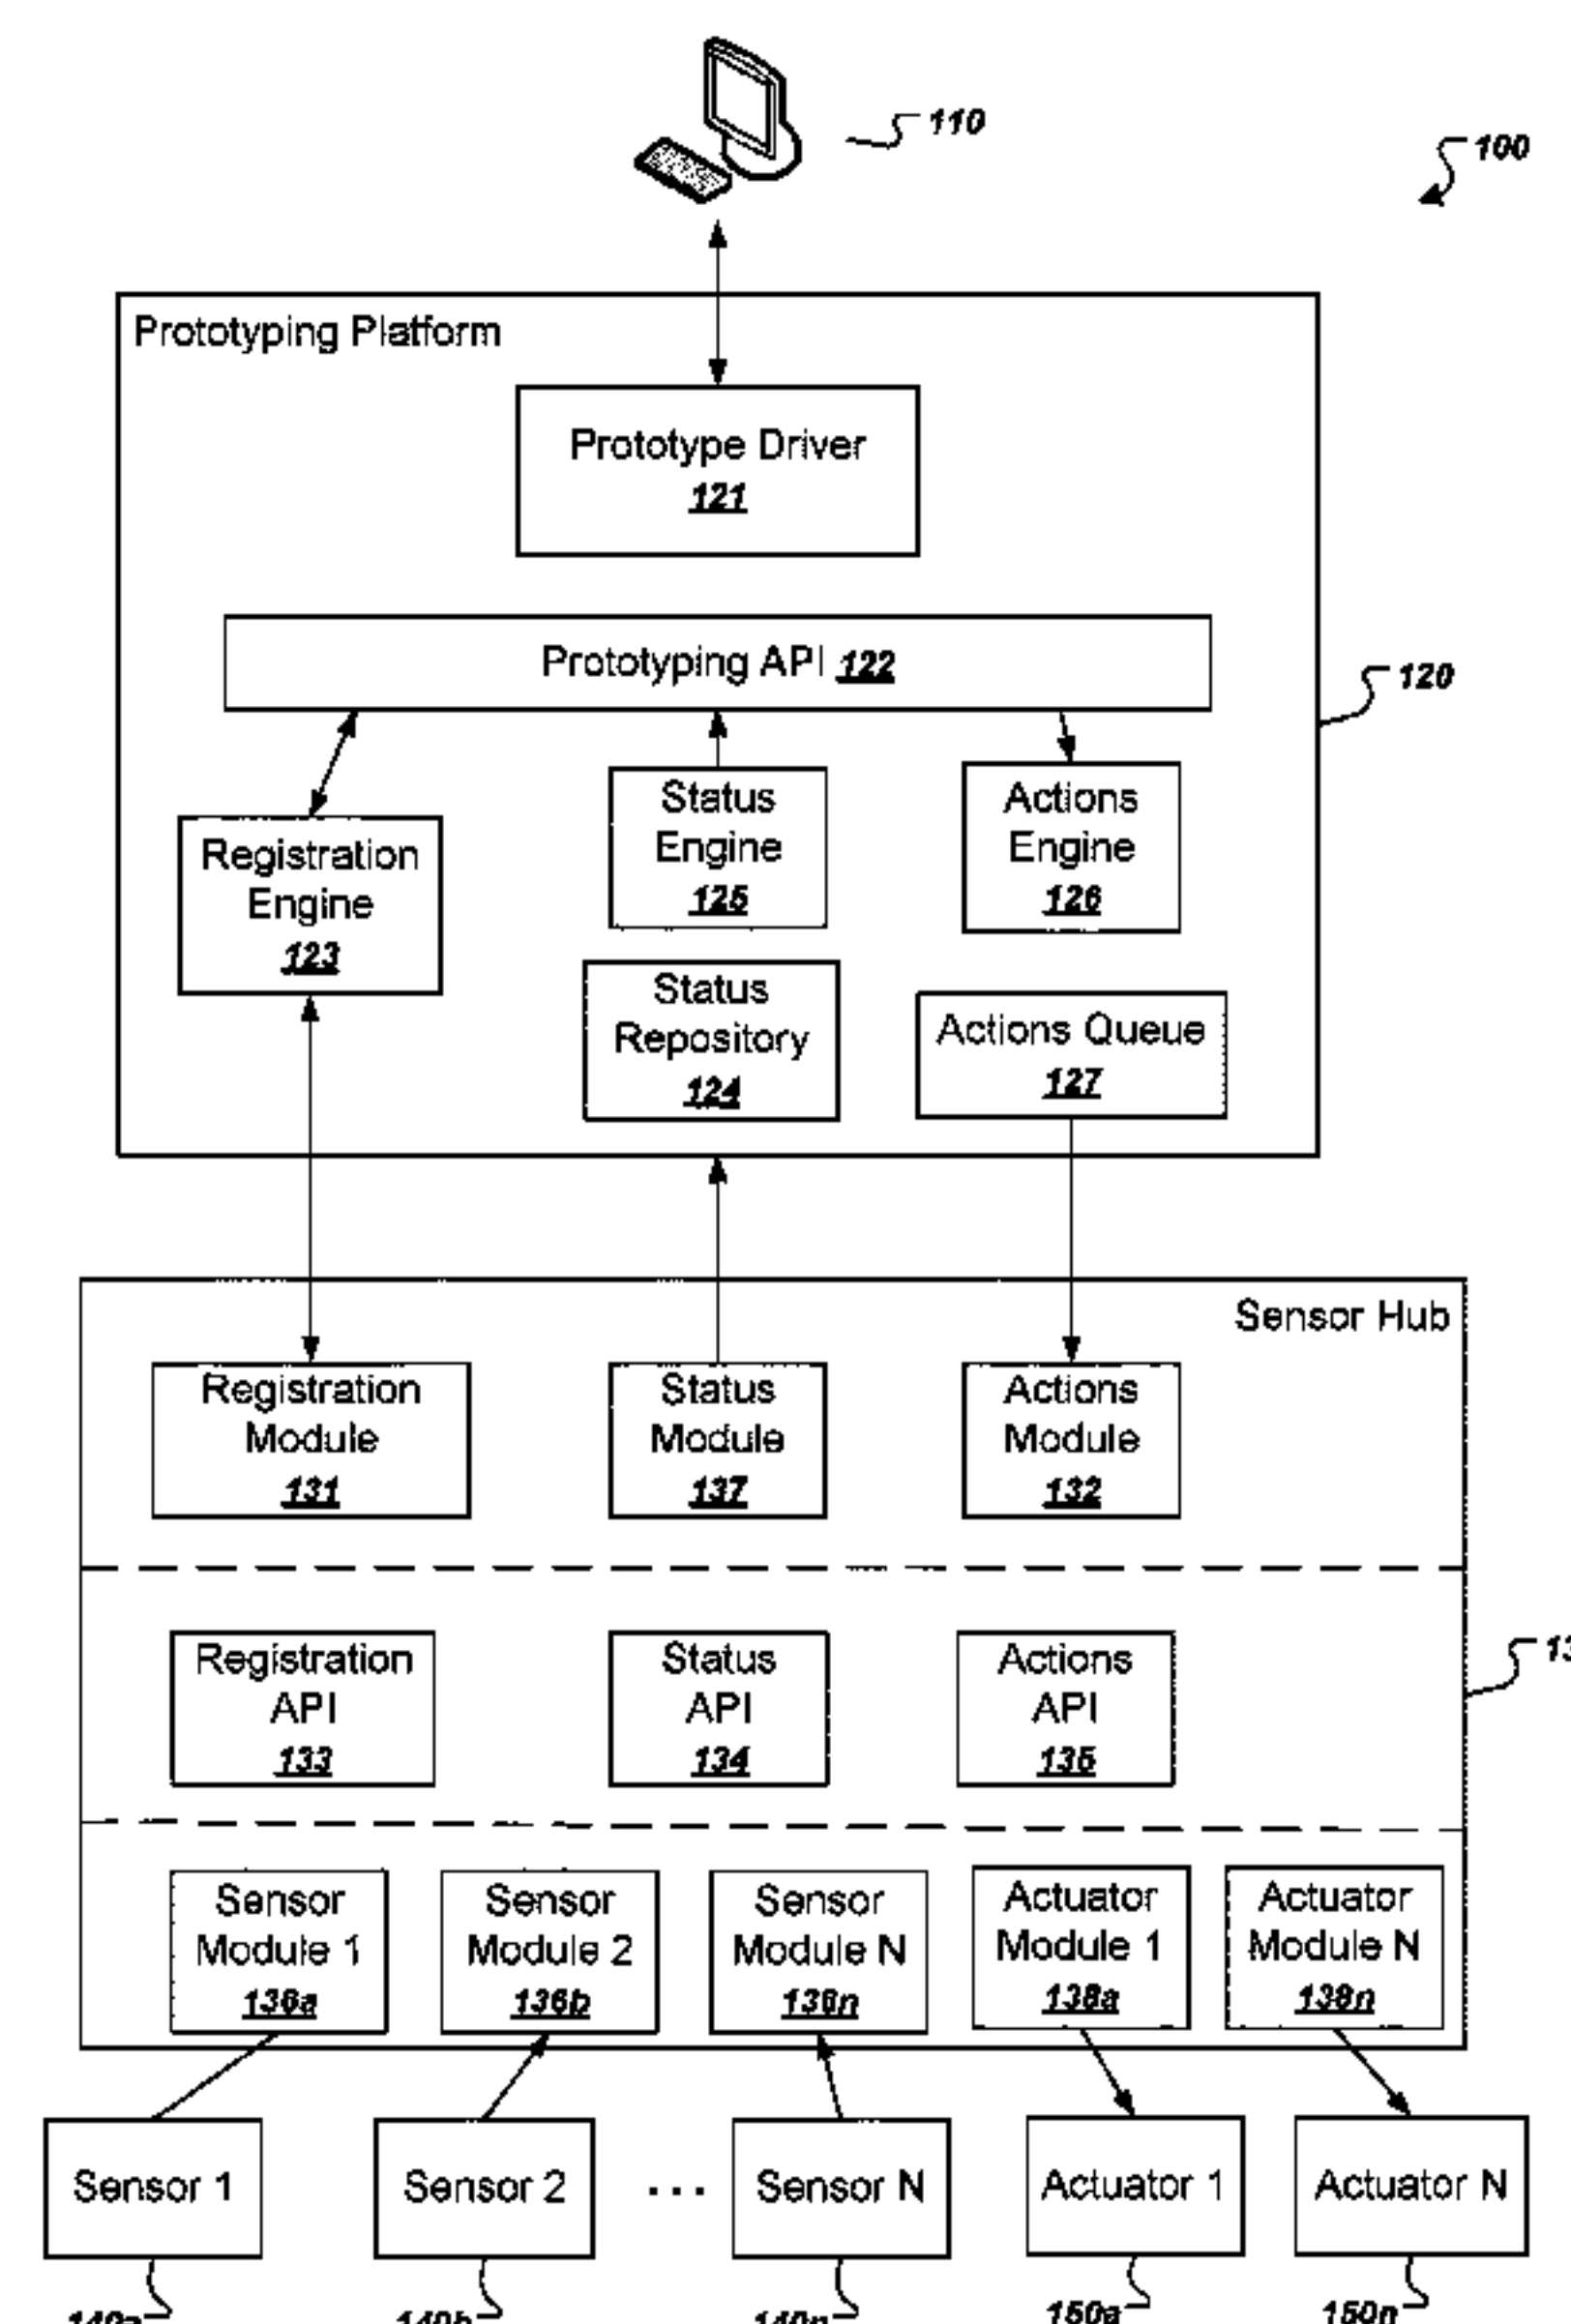 110
100
Prototyping Platform
Prototype Driver
121
Prototyping API 122
120
Registration
Engine
123
Status
Engine
125
Actions
Engine
126
Status
Repository
124
Actions Queue
127
Sensor Hub
Registration
Module
131
Status
Module
137
Actions
Module
132
Registration
API
133
Status
API
134
Actions
API
135
Sensor
Module 1
136a
Sensor
Module 2
136b
Sensor
Module N
136n
Actuator
Module 1
138a
Actuator
Module N
138n
Sensor 1
Sensor 2
...
Sensor N
Actuator 1
Actuator N
150a
150n